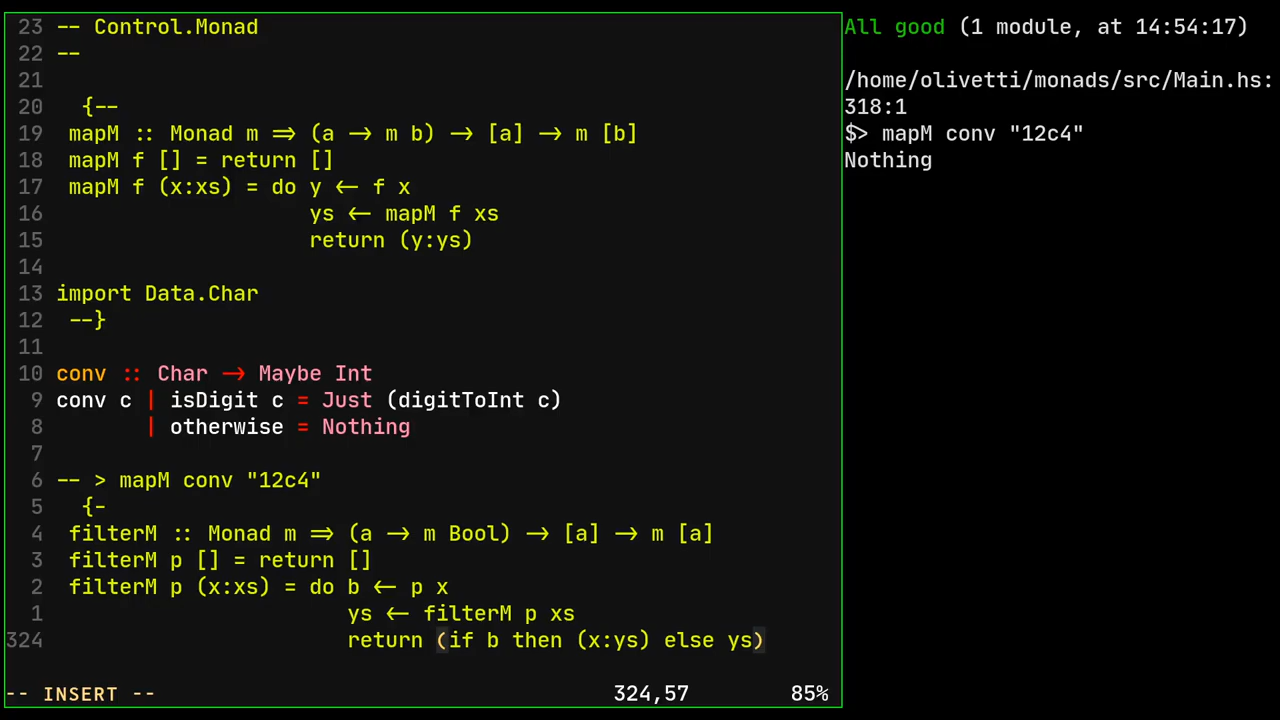 23 -- Control.Monad
22 --
21
20   {--
19  mapM :: Monad m => (a -> m b) -> [a] -> m [b]
18  mapM f [] = return []
17  mapM f (x:xs) = do y <- f x
16                     ys <- mapM f xs
15                     return (y:ys)
14
13 import Data.Char
12  --}
11
10 conv :: Char -> Maybe Int
9 conv c | isDigit c = Just (digitToInt c)
8        | otherwise = Nothing
7
6 -- > mapM conv "12c4"
5   {-
4  filterM :: Monad m => (a -> m Bool) -> [a] -> m [a]
3  filterM p [] = return []
2  filterM p (x:xs) = do b <- p x
1                        ys <- filterM p xs
324                       return (if b then (x:ys) else ys)
-- INSERT -- 324,57 85%
All good (1 module, at 14:54:17)
/home/olivetti/monads/src/Main.hs:
318:1
$> mapM conv "12c4"
Nothing